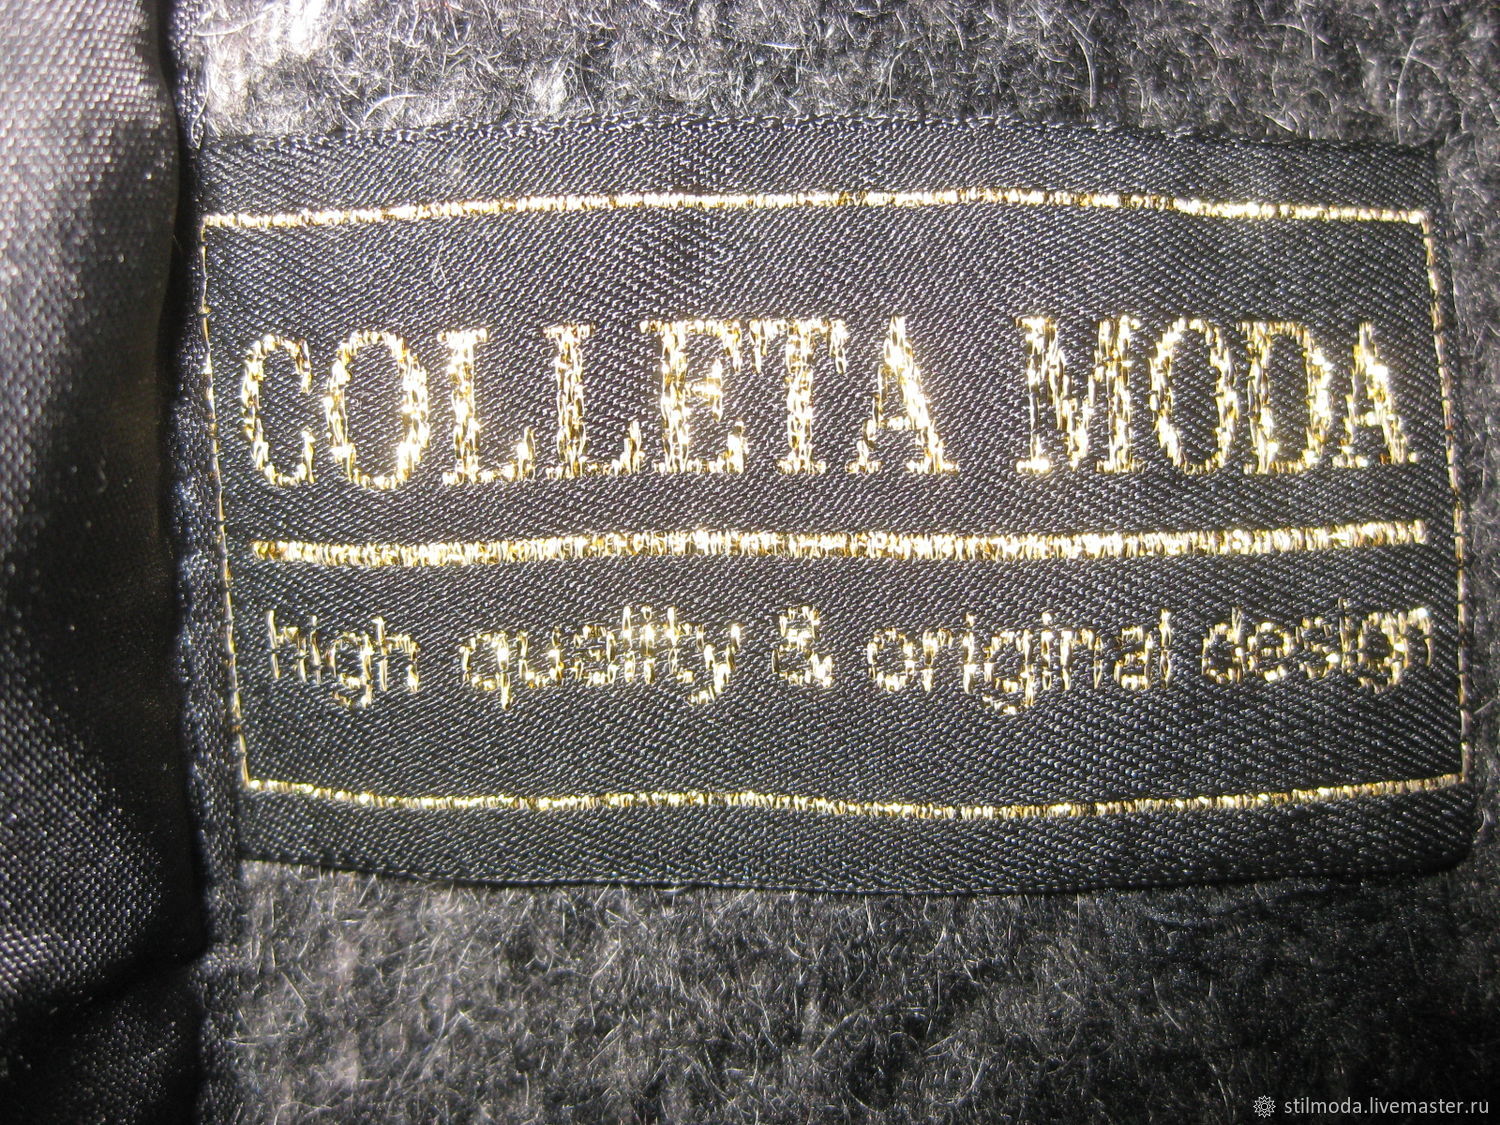 COLLETA MODA
high quality & original design
stilmoda.livemaster.ru